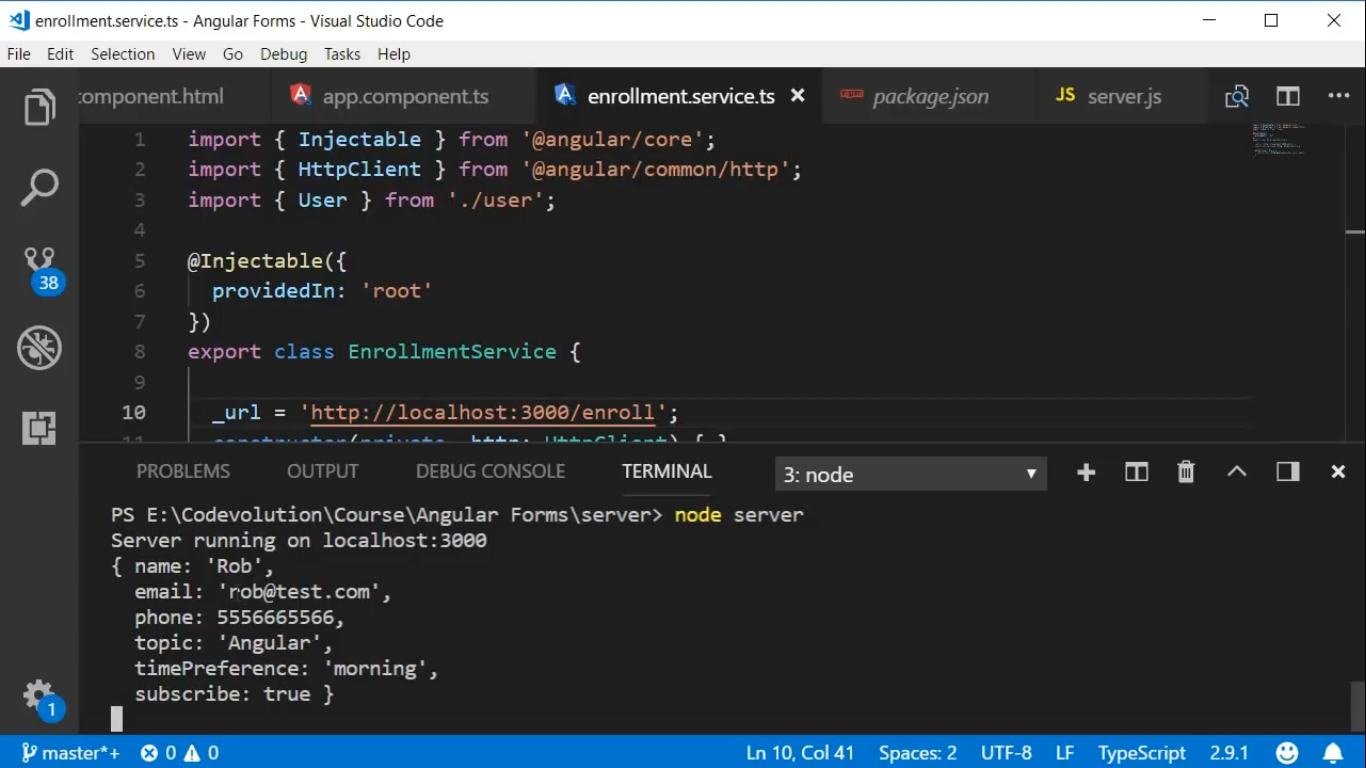 enrollment.service.ts - Angular Forms - Visual Studio Code
File Edit Selection View Go Debug Tasks Help
component.html app.component.ts enrollment.service.ts package.json JS server.js
1 import { Injectable } from '@angular/core';
2 import { HttpClient } from '@angular/common/http';
3 import { User } from './user';
4
5 @Injectable({
6 providedIn: 'root'
7 })
8 export class EnrollmentService {
9
10 _url = 'http://localhost:3000/enroll';
11 constructor(private _http: HttpClient) { }
38
PROBLEMS OUTPUT DEBUG CONSOLE TERMINAL 3: node
PS E:\Codevolution\Course\Angular Forms\server> node server
Server running on localhost:3000
{ name: 'Rob',
email: 'rob@test.com',
phone: 5556665566,
topic: 'Angular',
timePreference: 'morning',
subscribe: true }
1
master*+ 0 0 Ln 10, Col 41 Spaces: 2 UTF-8 LF TypeScript 2.9.1